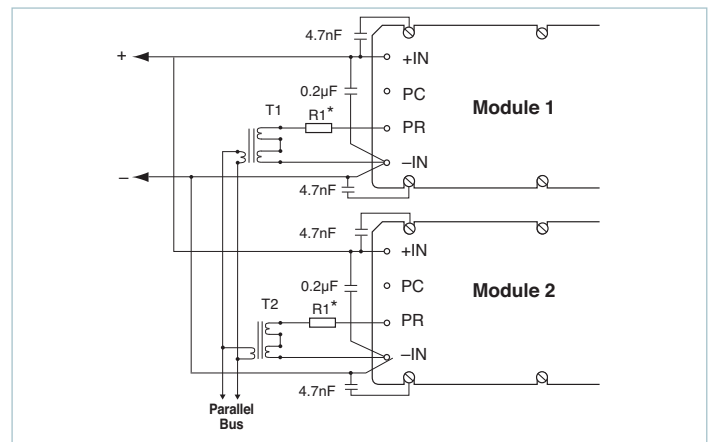 4.7nF
+
+IN
0.2µF
PC
Module 1
T1
R1*
PR
–IN
–
4.7nF
4.7nF
+IN
0.2µF
PC
Module 2
T2
R1*
PR
–IN
4.7nF
Parallel
Bus